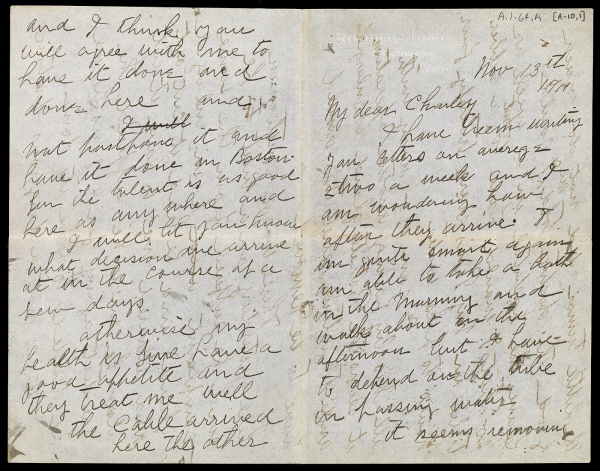 A.1.64.A. [A-10,1]
Nov 13th
My dear Charley
I have been writing
you letters on averag=
=two a week and I
am wondering how
often they arrive. I
am quite smart again
am able to take a bath
in the morning and
walk about in the
afternoon but I have
to depend on the tube
in passing water
it seems removing
and I think you
will agree with me to
have it done and
done here and
I will
not postpone it and
have it done in Boston
for the talent is as good
here as any where and
I will let you know
what decision we arrive
at in the course of a
few days.
otherwise my
health is fine have a
good appetite and
they treat me well
the Cable arrived
here the other